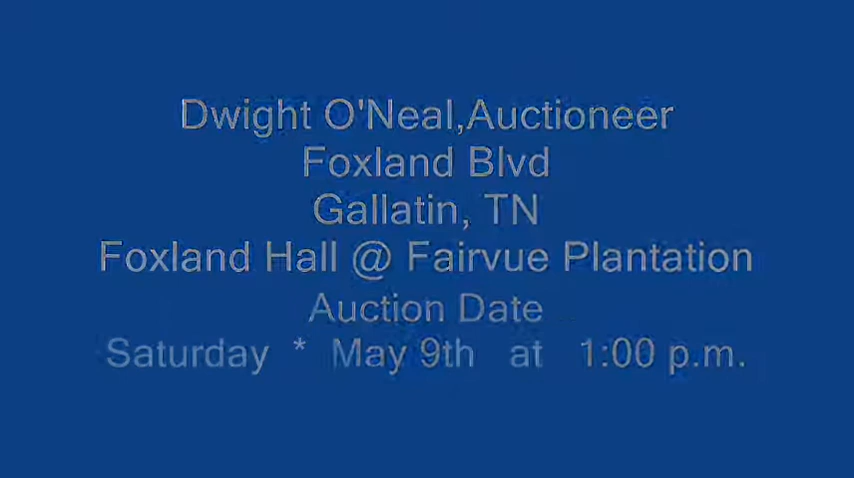 Dwight O'Neal,Auctioneer
Foxland Blvd
Gallatin, TN
Foxland Hall @ Fairvue Plantation
Auction Date
Saturday * May 9th at 1:00 p.m.